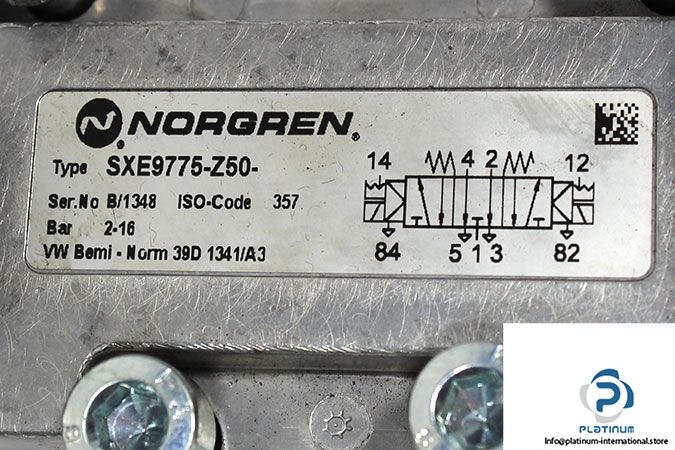 NORGREN.
Type SXE9775-Z50-
Ser.No B/1348 ISO-Code 357
Bar 2-16
VW Bemi - Norm 39D 1341/A3
14 4 2 12
84 5 1 3 82
8
PLATINUM
Info@platinum-international.store